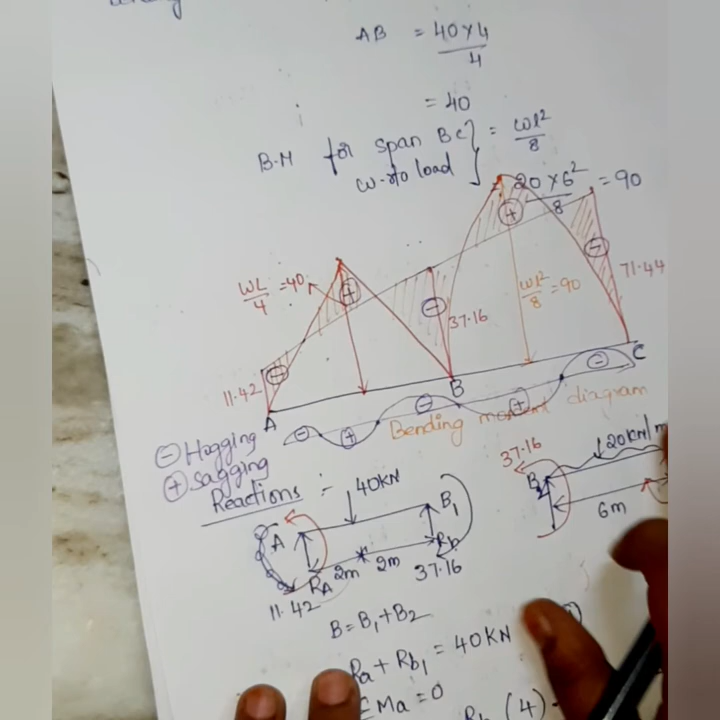 AB = 40×4
4
= 40
B.M for span BC } = wl²
w.r.to load 8
20×6² = 90
8
WL = 40
4
+
+
-
-
-
71.44
wl² = 90
8
37.16
11.42
A
B
C
- + - + -
Bending moment diagram
⊖ Hogging
⊕ Sagging
Reactions :-
40KN
37.16
20KN/m
A
B1
B
RA
2m
2m
Rb
6m
11.42
37.16
B = B1 + B2
Ra + Rb1 = 40KN
ΣMa = 0
(4)